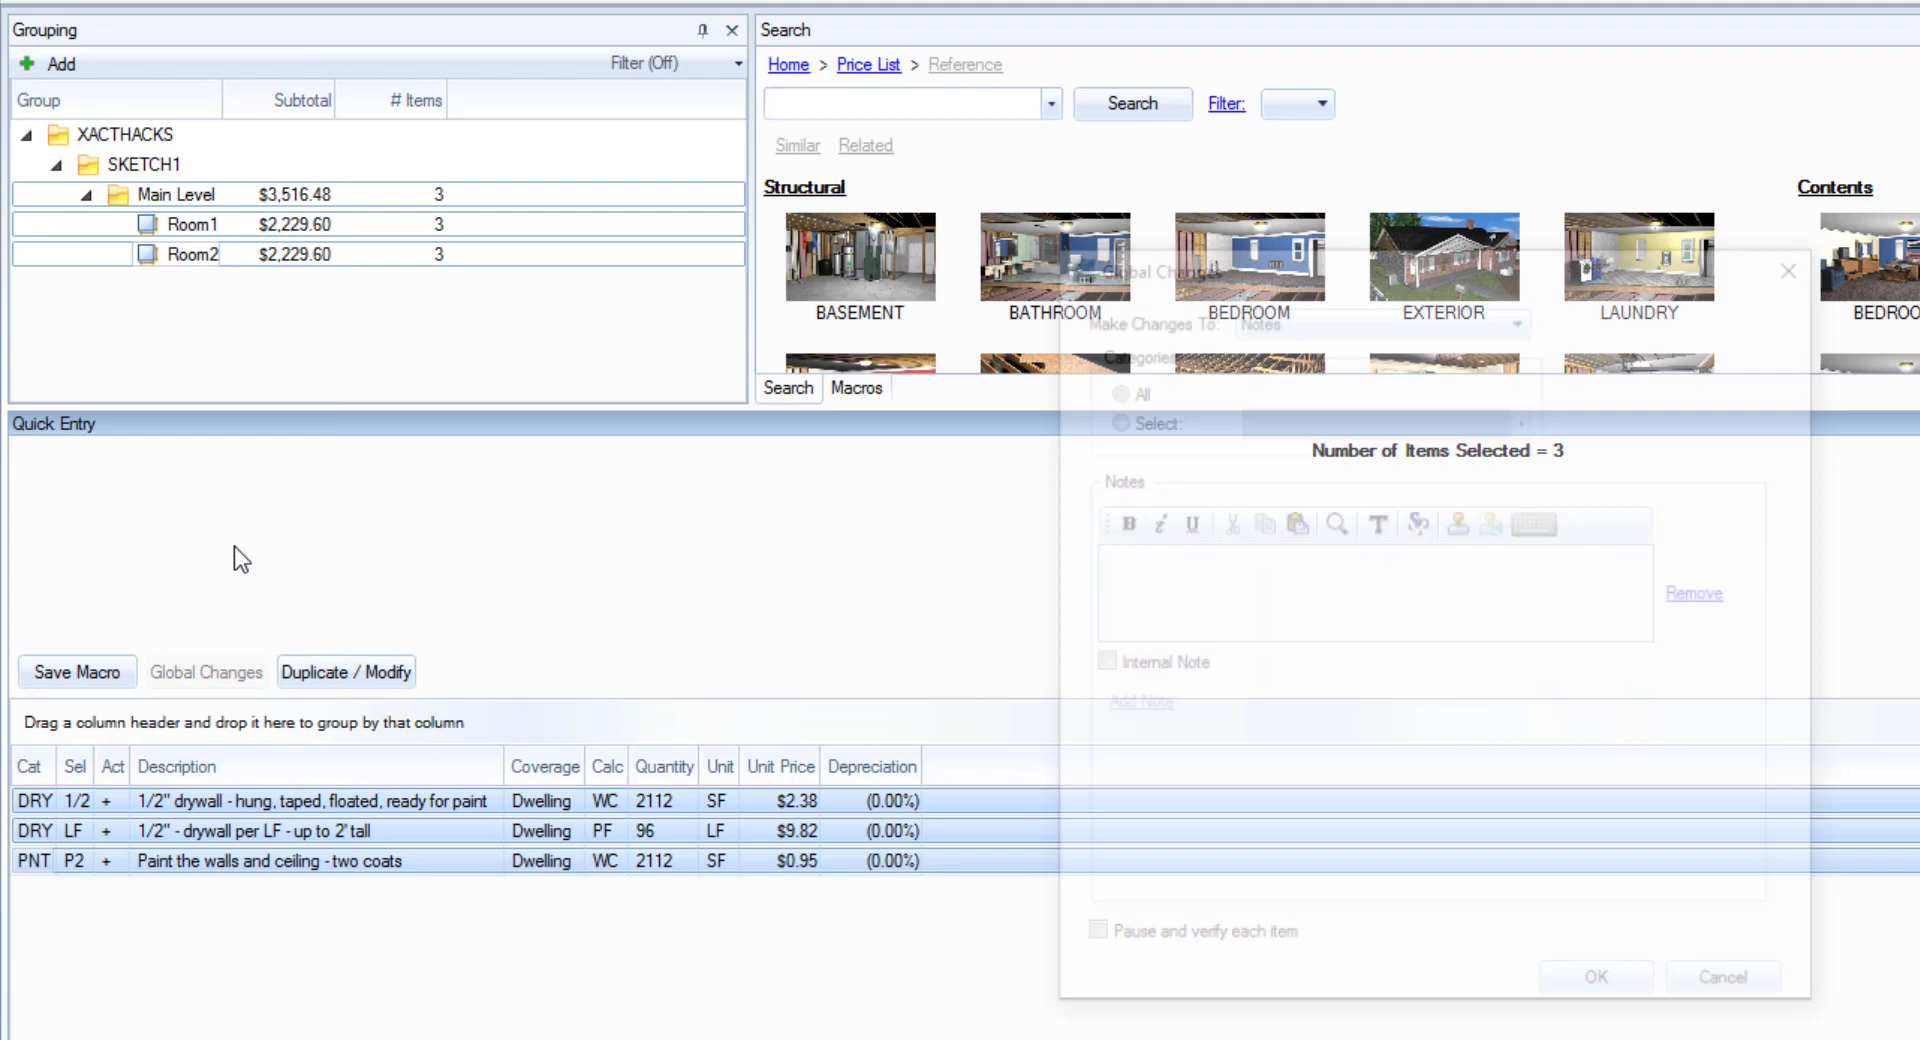 Grouping
Add
Filter (Off)
Group Subtotal # Items
XACTHACKS
SKETCH1
Main Level $3,516.48 3
Room1 $2,229.60 3
Room2 $2,229.60 3
Search
Home > Price List > Reference
Search Filter:
Similar Related
Structural
Contents
BASEMENT BATHROOM BEDROOM EXTERIOR LAUNDRY BEDROO
Search Macros
Quick Entry
Global Changes
Make Changes To: Notes
Categories
All
Select:
Number of Items Selected = 3
Notes
B i U
Remove
Internal Note
Add Note
Pause and verify each item
OK Cancel
Save Macro Global Changes Duplicate / Modify
Drag a column header and drop it here to group by that column
Cat Sel Act Description Coverage Calc Quantity Unit Unit Price Depreciation
DRY 1/2 + 1/2" drywall - hung, taped, floated, ready for paint Dwelling WC 2112 SF $2.38 (0.00%)
DRY LF + 1/2" - drywall per LF - up to 2' tall Dwelling PF 96 LF $9.82 (0.00%)
PNT P2 + Paint the walls and ceiling - two coats Dwelling WC 2112 SF $0.95 (0.00%)